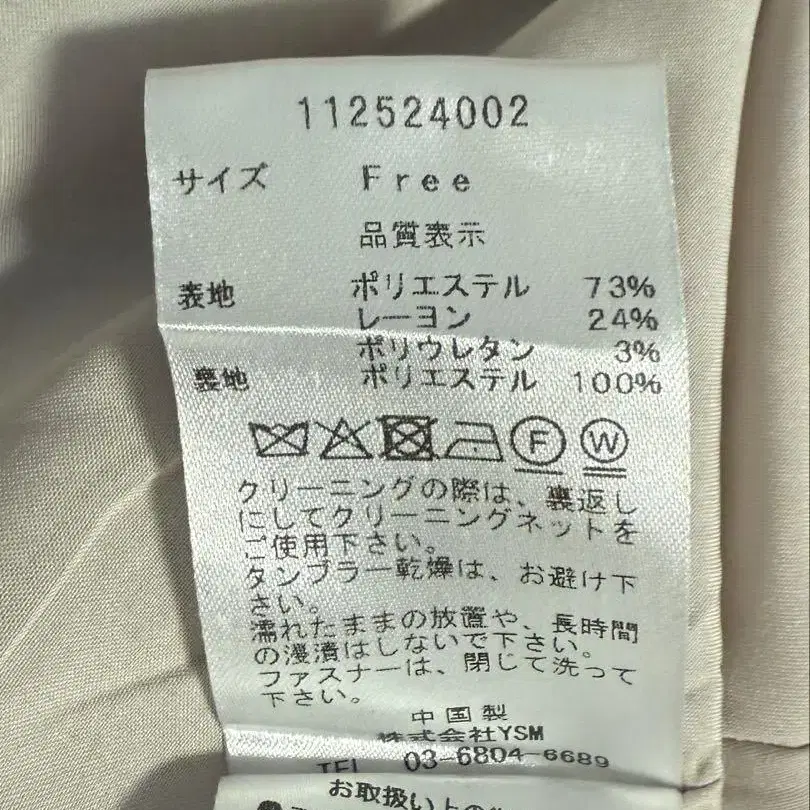 112524002
サイズ Free
品質表示
表地 ポリエステル 73%
レーヨン 24%
ポリウレタン 3%
裏地 ポリエステル 100%
F W
クリーニングの際は、裏返し
にしてクリーニングネットを
ご使用下さい。
タンブラー乾燥は、お避け下
さい。
濡れたままの放置や、長時間
の浸漬はしないで下さい。
ファスナーは、閉じて洗って
下さい。
中国製
株式会社YSM
TEL 03-6804-6689
お取扱い上の